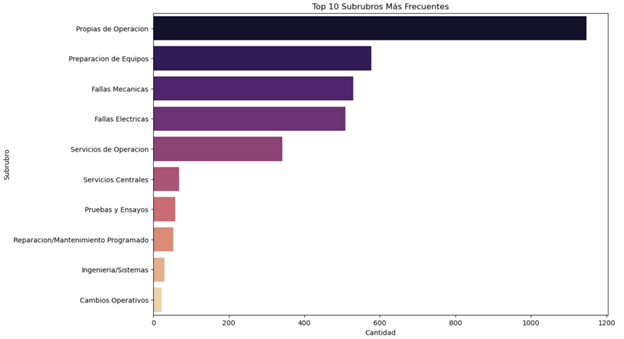 Top 10 Subrubros Más Frecuentes
Propias de Operacion
Preparacion de Equipos
Fallas Mecanicas
Fallas Electricas
Servicios de Operacion
Servicios Centrales
Pruebas y Ensayos
Reparacion/Mantenimiento Programado
Ingenieria/Sistemas
Cambios Operativos
Subrubro
0 200 400 600 800 1000 1200
Cantidad